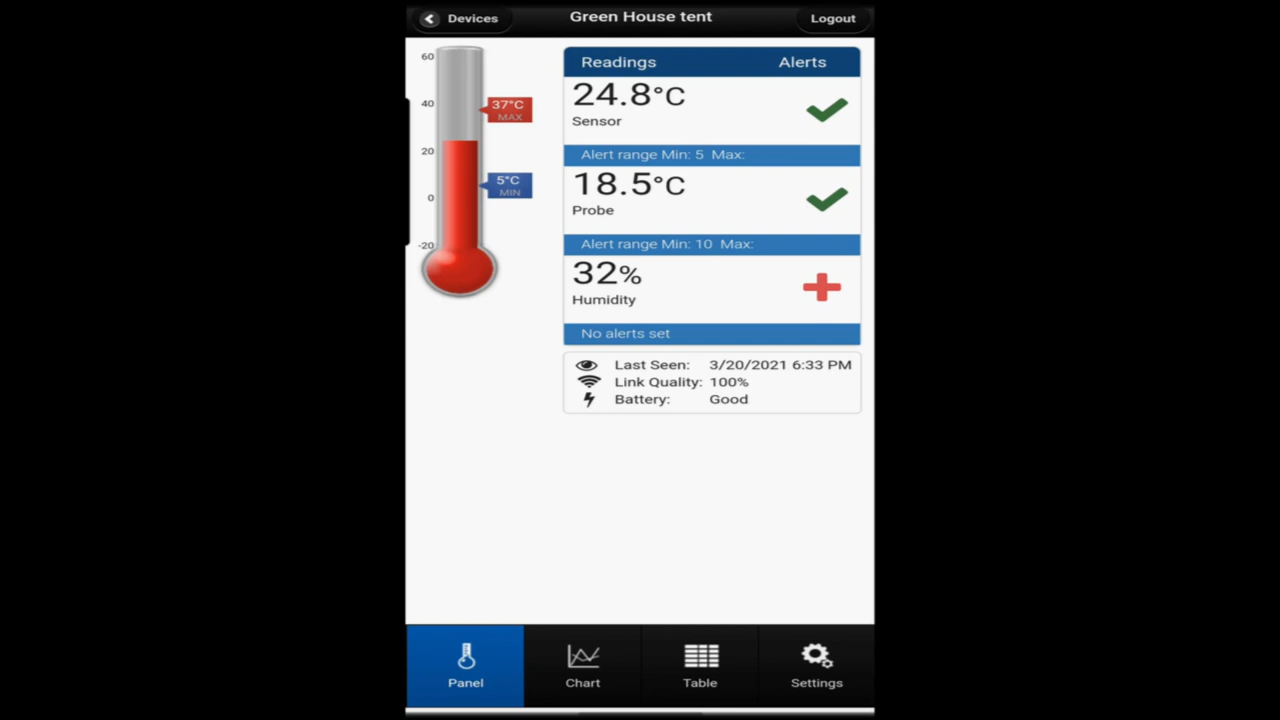 Devices
Green House tent
Logout
60
40
20
0
-20
37°C
MAX
5°C
MIN
Readings Alerts
24.8°C
Sensor
Alert range Min: 5 Max:
18.5°C
Probe
Alert range Min: 10 Max:
32%
Humidity
No alerts set
Last Seen: 3/20/2021 6:33 PM
Link Quality: 100%
Battery: Good
Panel
Chart
Table
Settings